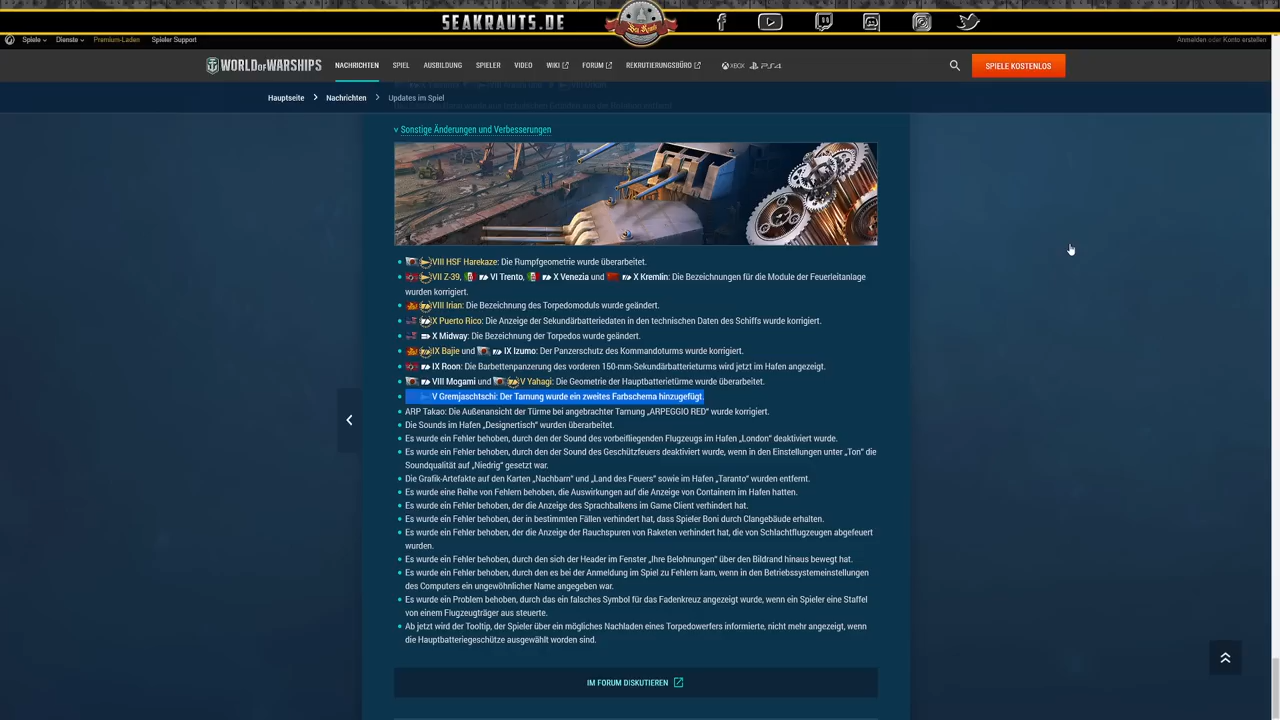 SEAKRAUTS.DE
Sea Krauts
Spiele Dienste Premium-Laden Spieler Support
Anmelden oder Konto erstellen
WORLD OF WARSHIPS
NACHRICHTEN SPIEL AUSBILDUNG SPIELER VIDEO WIKI FORUM REKRUTIERUNGSBÜRO XBOX PS4
SPIELE KOSTENLOS
Hauptseite Nachrichten Updates im Spiel
Sonstige Änderungen und Verbesserungen
VIII HSF Harekaze: Die Rumpfgeometrie wurde überarbeitet.
VII Z-39, VI Trento, X Venezia und X Kremlin: Die Bezeichnungen für die Module der Feuerleitanlage
wurden korrigiert.
VIII Irian: Die Bezeichnung des Torpedomoduls wurde geändert.
X Puerto Rico: Die Anzeige der Sekundärbatteriedaten in den technischen Daten des Schiffs wurde korrigiert.
X Midway: Die Bezeichnung der Torpedos wurde geändert.
IX Bajie und IX Izumo: Der Panzerschutz des Kommandoturms wurde korrigiert.
IX Roon: Die Barbettenpanzerung des vorderen 150-mm-Sekundärbatterieturms wird jetzt im Hafen angezeigt.
VIII Mogami und V Yahagi: Die Geometrie der Hauptbatterietürme wurde überarbeitet.
V Gremjaschtschi: Der Tarnung wurde ein zweites Farbschema hinzugefügt.
ARP Takao: Die Außenansicht der Türme bei angebrachter Tarnung „ARPEGGIO RED" wurde korrigiert.
Die Sounds im Hafen „Designertisch" wurden überarbeitet.
Es wurde ein Fehler behoben, durch den der Sound des vorbeifliegenden Flugzeugs im Hafen „London" deaktiviert wurde.
Es wurde ein Fehler behoben, durch den der Sound des Geschützfeuers deaktiviert wurde, wenn in den Einstellungen unter „Ton" die
Soundqualität auf „Niedrig" gesetzt war.
Die Grafik-Artefakte auf den Karten „Nachbarn" und „Land des Feuers" sowie im Hafen „Taranto" wurden entfernt.
Es wurde eine Reihe von Fehlern behoben, die Auswirkungen auf die Anzeige von Containern im Hafen hatten.
Es wurde ein Fehler behoben, der die Anzeige des Sprachbalkens im Game Client verhindert hat.
Es wurde ein Fehler behoben, der in bestimmten Fällen verhindert hat, dass Spieler Boni durch Clangebäude erhalten.
Es wurde ein Fehler behoben, der die Anzeige der Rauchspuren von Raketen verhindert hat, die von Schlachtflugzeugen abgefeuert
wurden.
Es wurde ein Fehler behoben, durch den sich der Header im Fenster „Ihre Belohnungen" über den Bildrand hinaus bewegt hat.
Es wurde ein Fehler behoben, durch den es bei der Anmeldung im Spiel zu Fehlern kam, wenn in den Betriebssystemeinstellungen
des Computers ein ungewöhnlicher Name angegeben war.
Es wurde ein Problem behoben, durch das ein falsches Symbol für das Fadenkreuz angezeigt wurde, wenn ein Spieler eine Staffel
von einem Flugzeugträger aus steuerte.
Ab jetzt wird der Tooltip, der Spieler über ein mögliches Nachladen eines Torpedowerfers informierte, nicht mehr angezeigt, wenn
die Hauptbatteriegeschütze ausgewählt worden sind.
IM FORUM DISKUTIEREN